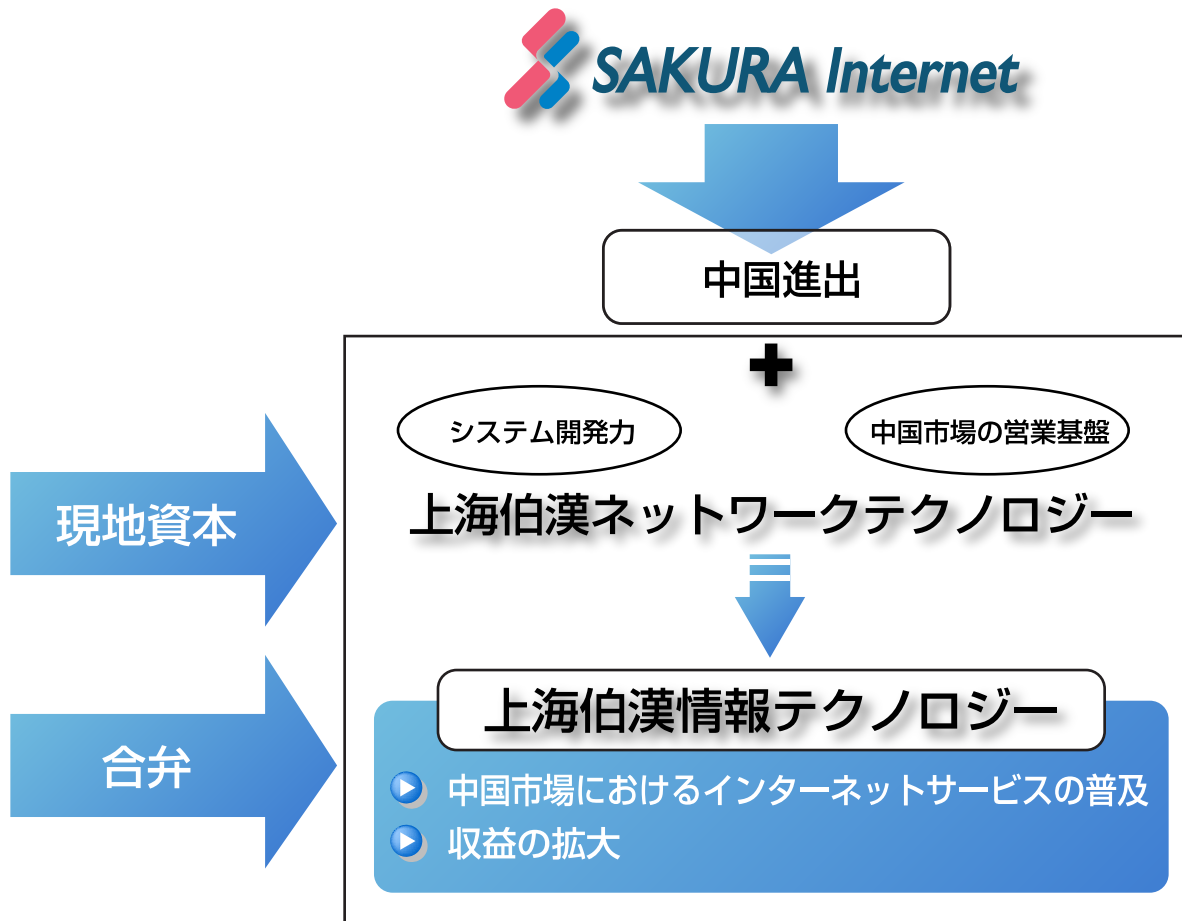 SAKURA Internet
中国進出
システム開発力
中国市場の営業基盤
現地資本
上海伯漢ネットワークテクノロジー
合弁
上海伯漢情報テクノロジー
中国市場におけるインターネットサービスの普及
収益の拡大